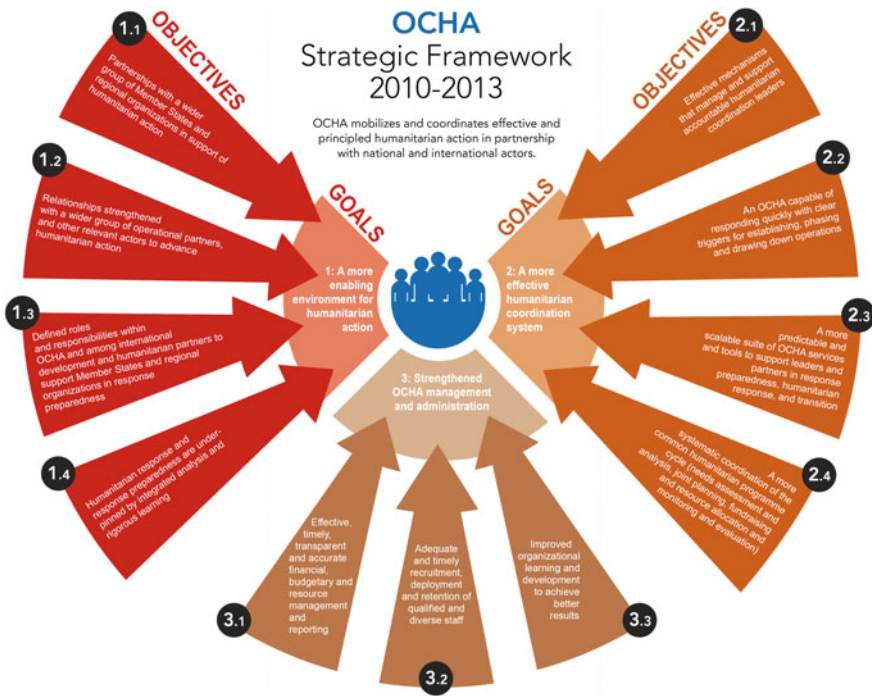 OCHA
Strategic Framework
2010-2013
OCHA mobilizes and coordinates effective and
principled humanitarian action in partnership
with national and international actors.
OBJECTIVES
1.1
Partnerships with a wider
group of Member States and
regional organizations in support of
humanitarian action
1.2
Relationships strengthened
with a wider group of operational partners,
and other relevant actors to advance
humanitarian action
1.3
Defined roles
and responsibilities within
OCHA and among international
development and humanitarian partners to
support Member States and regional
organizations in response
preparedness
1.4
Humanitarian response and
response preparedness are under-
pinned by integrated analysis and
rigorous learning
GOALS
1: A more
enabling
environment for
humanitarian
action
OBJECTIVES
2.1
Effective mechanisms
that manage and support
accountable humanitarian
coordination leaders
2.2
An OCHA capable of
responding quickly with clear
triggers for establishing, phasing
and drawing down operations
2.3
A more
predictable and
scalable suite of OCHA services
and tools to support leaders and
partners in response
preparedness, humanitarian
response, and transition
2.4
A more
systematic coordination of the
common humanitarian programme
cycle (needs assessment and
analysis, joint planning, fundraising
and resource allocation and
monitoring and evaluation)
GOALS
2: A more
effective
humanitarian
coordination
system
3: Strengthened
OCHA management
and administration
3.1
Effective,
timely,
transparent
and accurate
financial,
budgetary and
resource
management
and
reporting
3.2
Adequate
and timely
recruitment,
deployment
and retention of
qualified and
diverse staff
3.3
Improved
organizational
learning and
development
to achieve
better
results